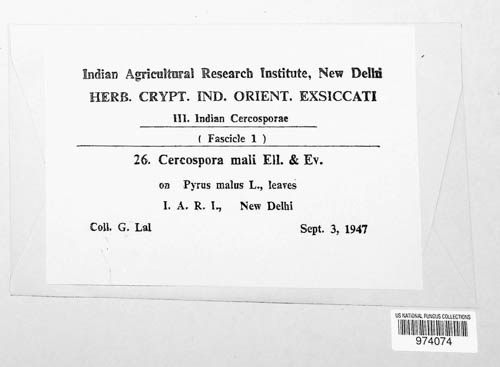 Indian Agricultural Research Institute, New Delhi
HERB. CRYPT. IND. ORIENT. EXSICCATI
III. Indian Cercosporae
( Fascicle 1 )
26. Cercospora mali Ell. & Ev.
on Pyrus malus L., leaves
I. A. R. I., New Delhi
Coll. G. Lal Sept. 3, 1947
US NATIONAL FUNGUS COLLECTIONS
974074